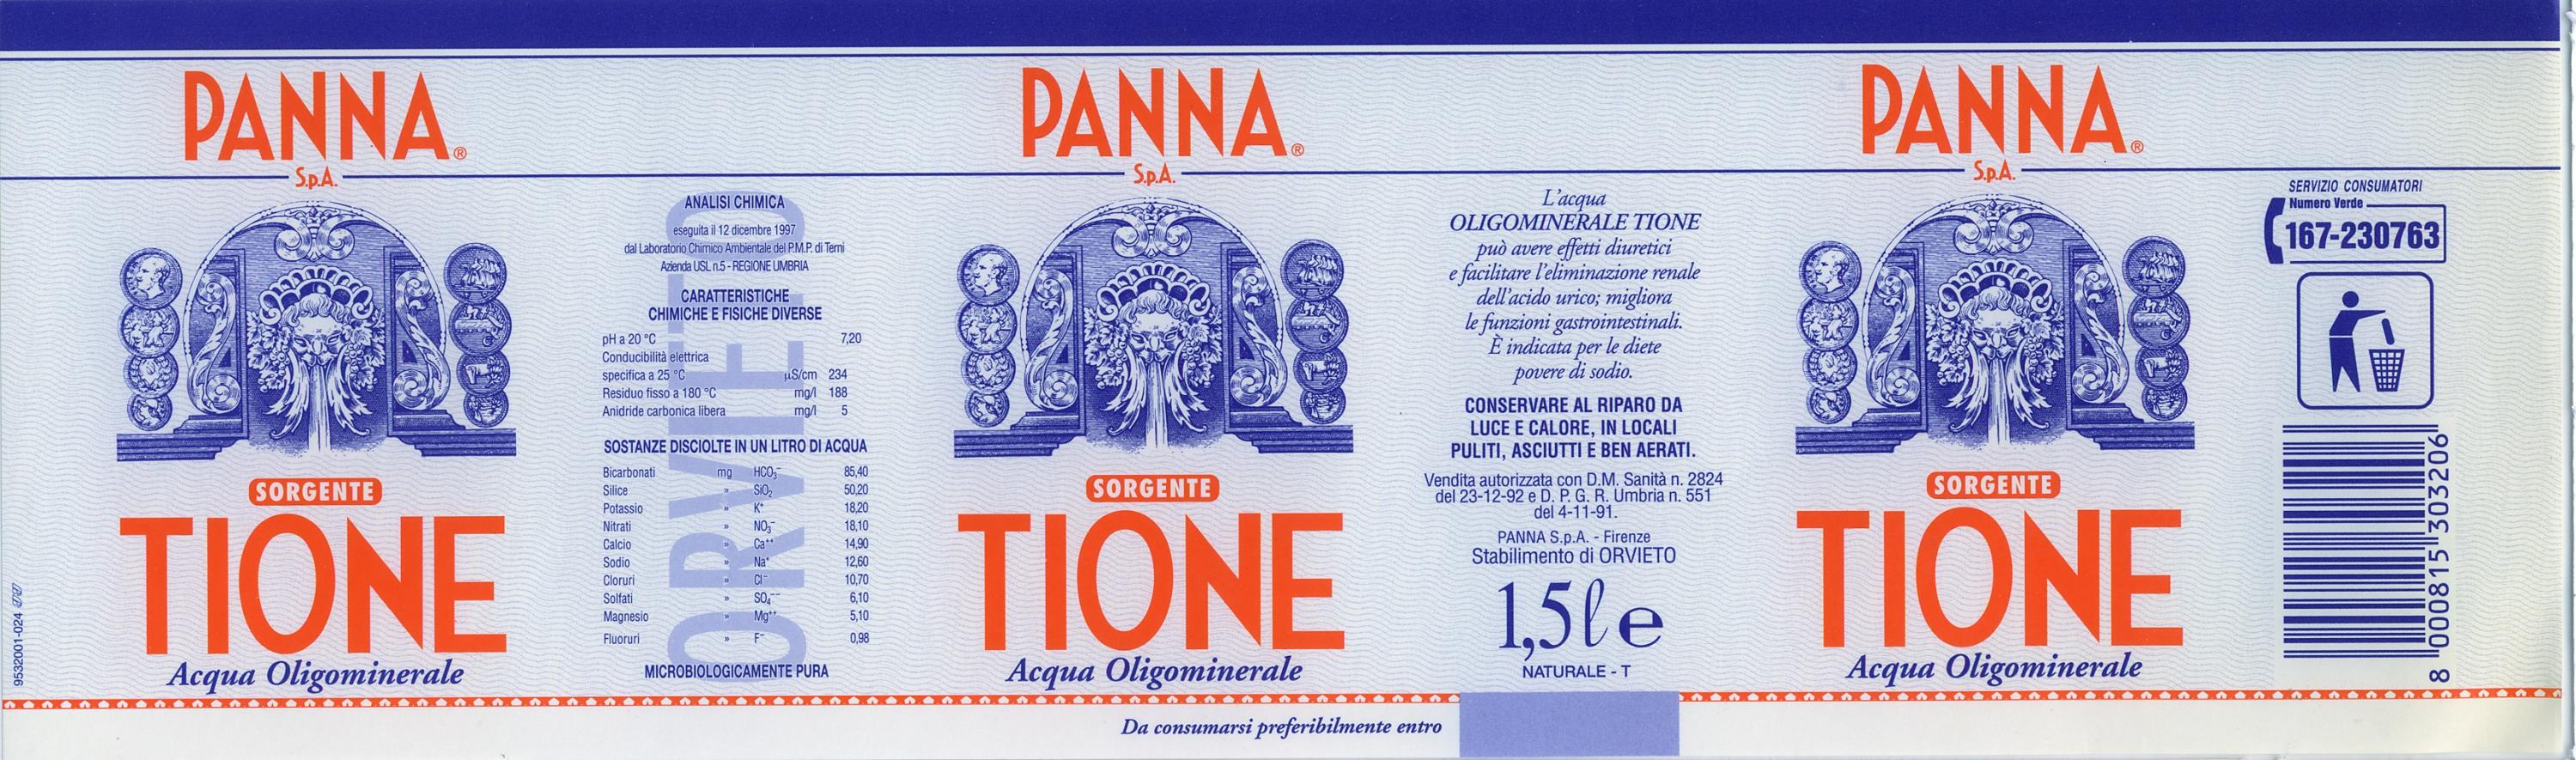 PANNA®
S.p.A.
SORGENTE
TIONE
Acqua Oligominerale
9532001-024
ORVIETO
ANALISI CHIMICA
eseguita il 12 dicembre 1997
dal Laboratorio Chimico Ambientale del P.M.P. di Terni
Azienda USL n.5 - REGIONE UMBRIA
CARATTERISTICHE
CHIMICHE E FISICHE DIVERSE
pH a 20 °C 7,20
Conducibilità elettrica
specifica a 25 °C µS/cm 234
Residuo fisso a 180 °C mg/l 188
Anidride carbonica libera mg/l 5
SOSTANZE DISCIOLTE IN UN LITRO DI ACQUA
Bicarbonati mg HCO₃⁻ 85,40
Silice » SiO₂ 50,20
Potassio » K⁺ 18,20
Nitrati » NO₃⁻ 18,10
Calcio » Ca⁺⁺ 14,90
Sodio » Na⁺ 12,60
Cloruri » Cl⁻ 10,70
Solfati » SO₄⁻⁻ 6,10
Magnesio » Mg⁺⁺ 5,10
Fluoruri » F⁻ 0,98
MICROBIOLOGICAMENTE PURA
PANNA®
S.p.A.
SORGENTE
TIONE
Acqua Oligominerale
L'acqua
OLIGOMINERALE TIONE
può avere effetti diuretici
e facilitare l'eliminazione renale
dell'acido urico; migliora
le funzioni gastrointestinali.
È indicata per le diete
povere di sodio.
CONSERVARE AL RIPARO DA
LUCE E CALORE, IN LOCALI
PULITI, ASCIUTTI E BEN AERATI.
Vendita autorizzata con D.M. Sanità n. 2824
del 23-12-92 e D. P. G. R. Umbria n. 551
del 4-11-91.
PANNA S.p.A. - Firenze
Stabilimento di ORVIETO
1,5 l e
NATURALE - T
Da consumarsi preferibilmente entro
PANNA®
S.p.A.
SORGENTE
TIONE
Acqua Oligominerale
SERVIZIO CONSUMATORI
Numero Verde
167-230763
8 000815 303206